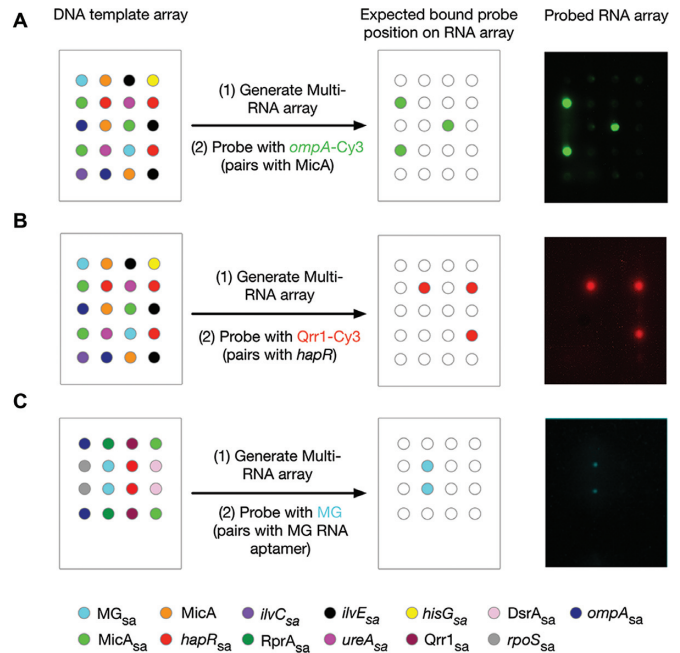 DNA template array
Expected bound probe
position on RNA array
Probed RNA array
A
(1) Generate Multi-
RNA array
(2) Probe with ompA-Cy3
(pairs with MicA)
B
(1) Generate Multi-
RNA array
(2) Probe with Qrr1-Cy3
(pairs with hapR)
C
(1) Generate Multi-
RNA array
(2) Probe with MG
(pairs with MG RNA
aptamer)
MGsa MicA ilvCsa ilvEsa hisGsa DsrAsa ompAsa
MicAsa hapRsa RprAsa ureAsa Qrr1sa rpoSsa